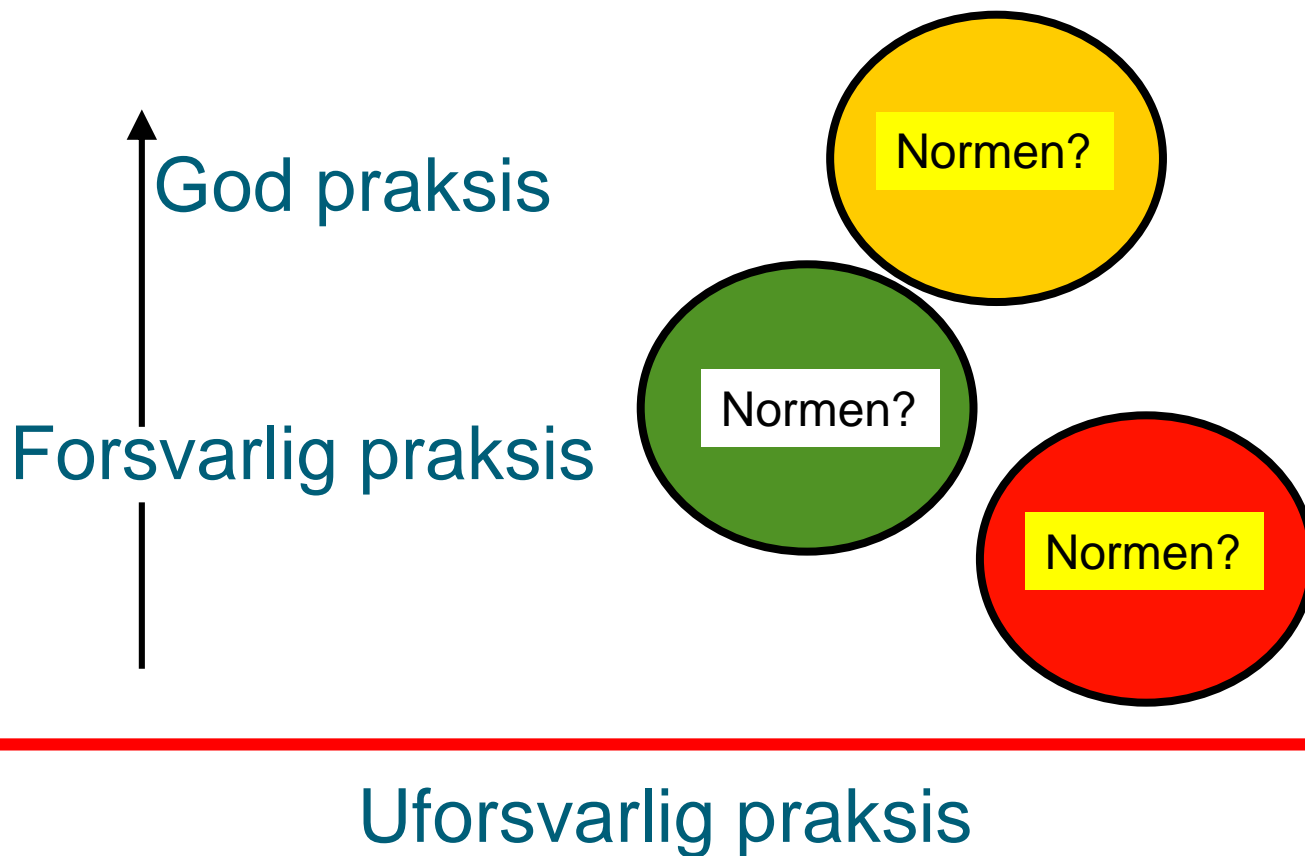 Normen?
God praksis
Normen?
Forsvarlig praksis
Normen?
Uforsvarlig praksis